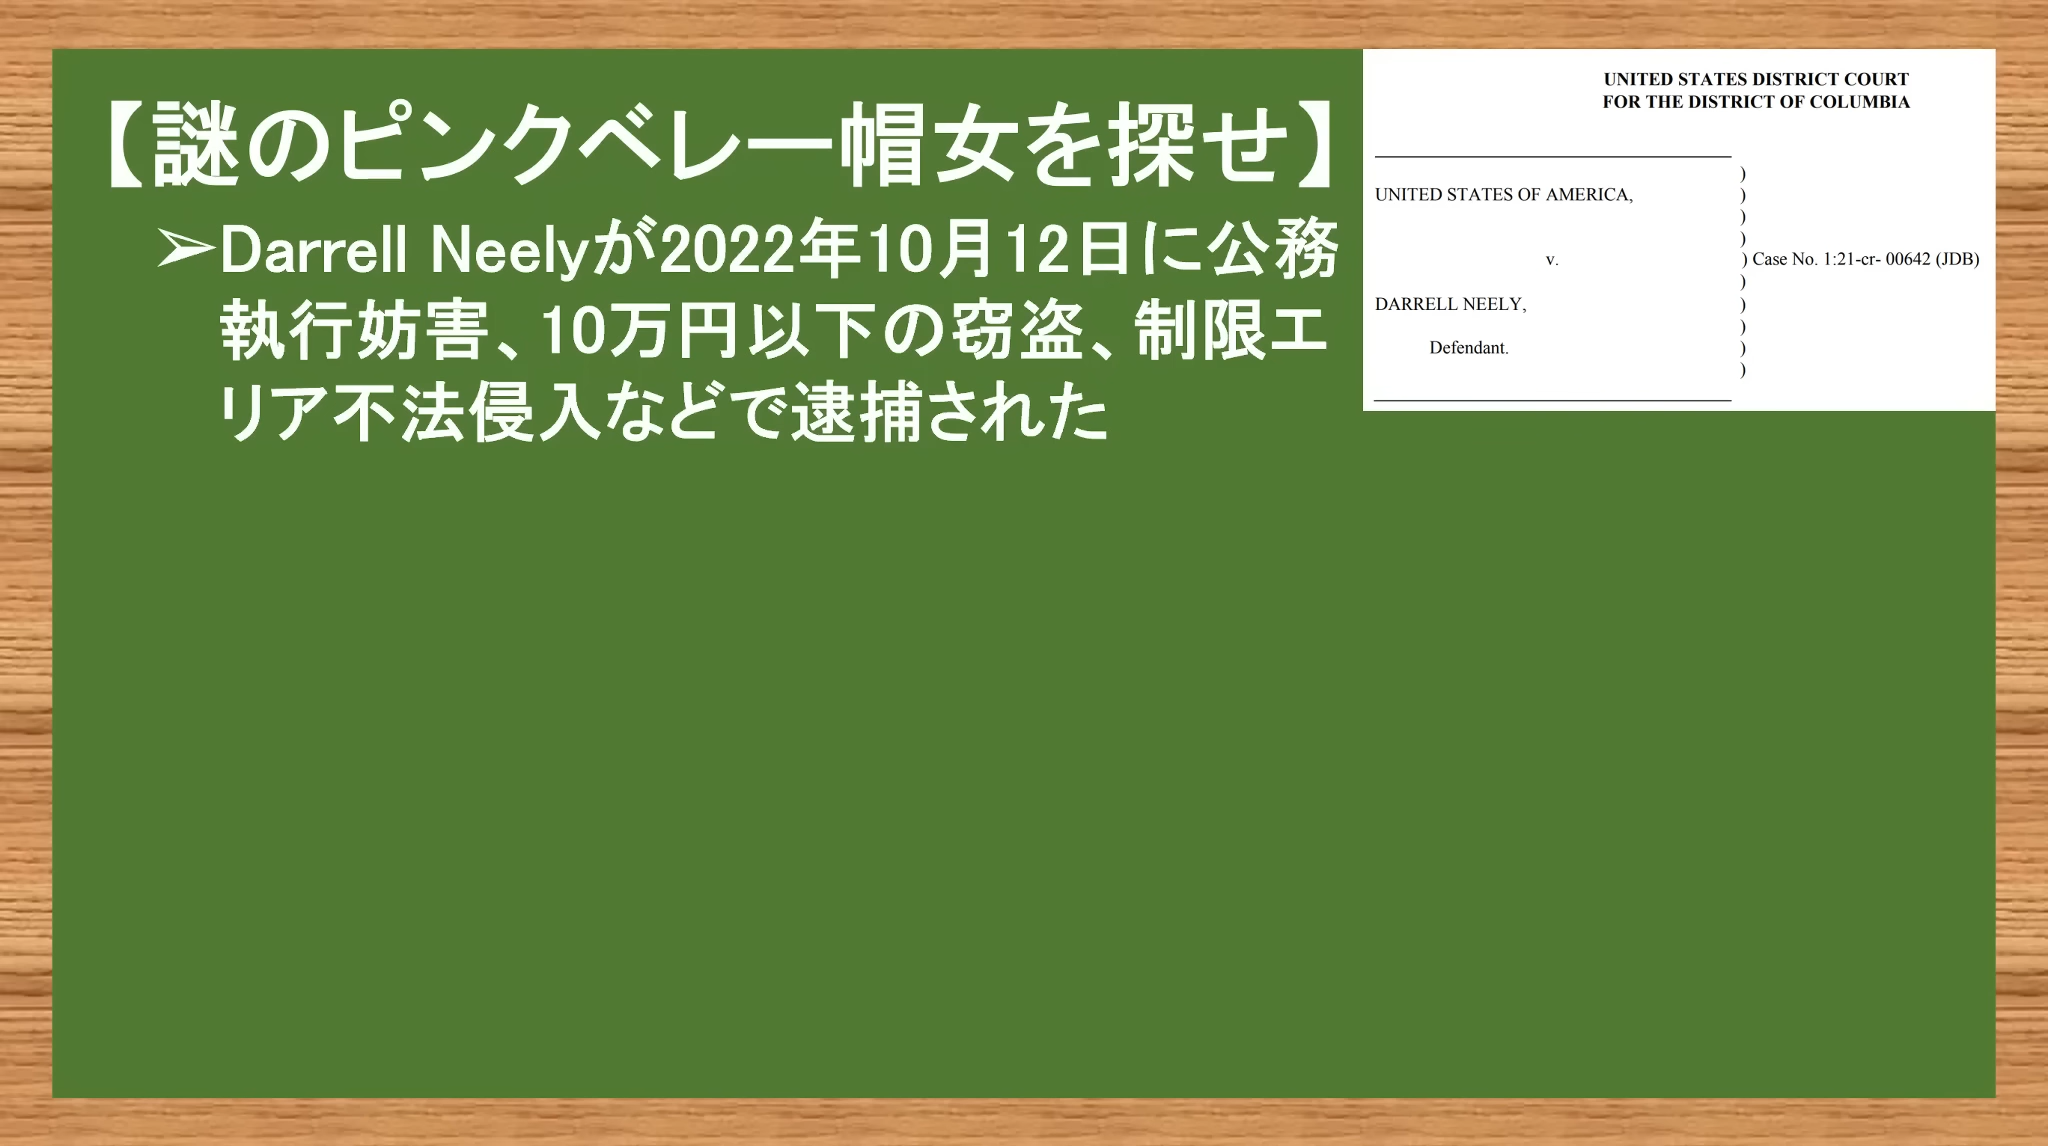 【謎のピンクベレー帽女を探せ】
➢Darrell Neelyが2022年10月12日に公務
執行妨害、10万円以下の窃盗、制限エ
リア不法侵入などで逮捕された
UNITED STATES DISTRICT COURT
FOR THE DISTRICT OF COLUMBIA
)
UNITED STATES OF AMERICA, )
)
)
v. ) Case No. 1:21-cr- 00642 (JDB)
)
DARRELL NEELY, )
)
Defendant. )
)